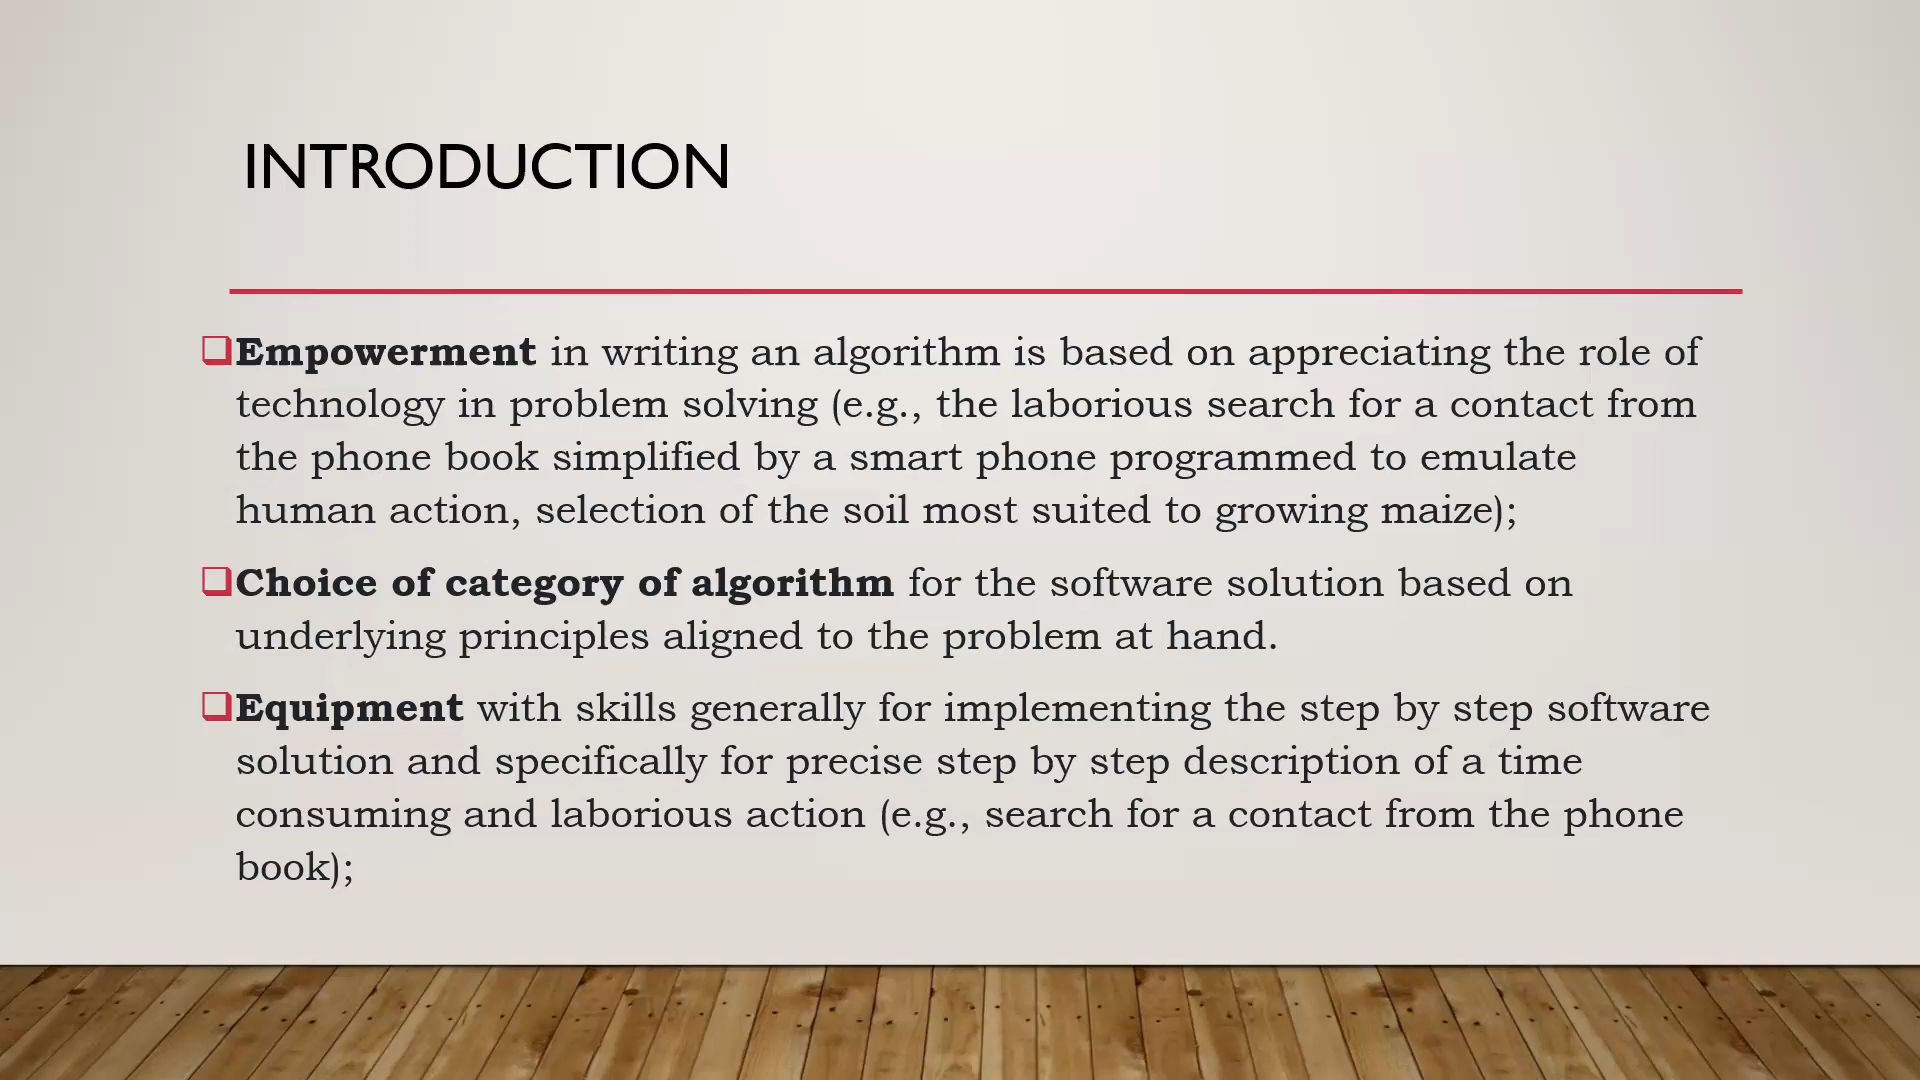 INTRODUCTION
Empowerment in writing an algorithm is based on appreciating the role of
technology in problem solving (e.g., the laborious search for a contact from
the phone book simplified by a smart phone programmed to emulate
human action, selection of the soil most suited to growing maize);
Choice of category of algorithm for the software solution based on
underlying principles aligned to the problem at hand.
Equipment with skills generally for implementing the step by step software
solution and specifically for precise step by step description of a time
consuming and laborious action (e.g., search for a contact from the phone
book);